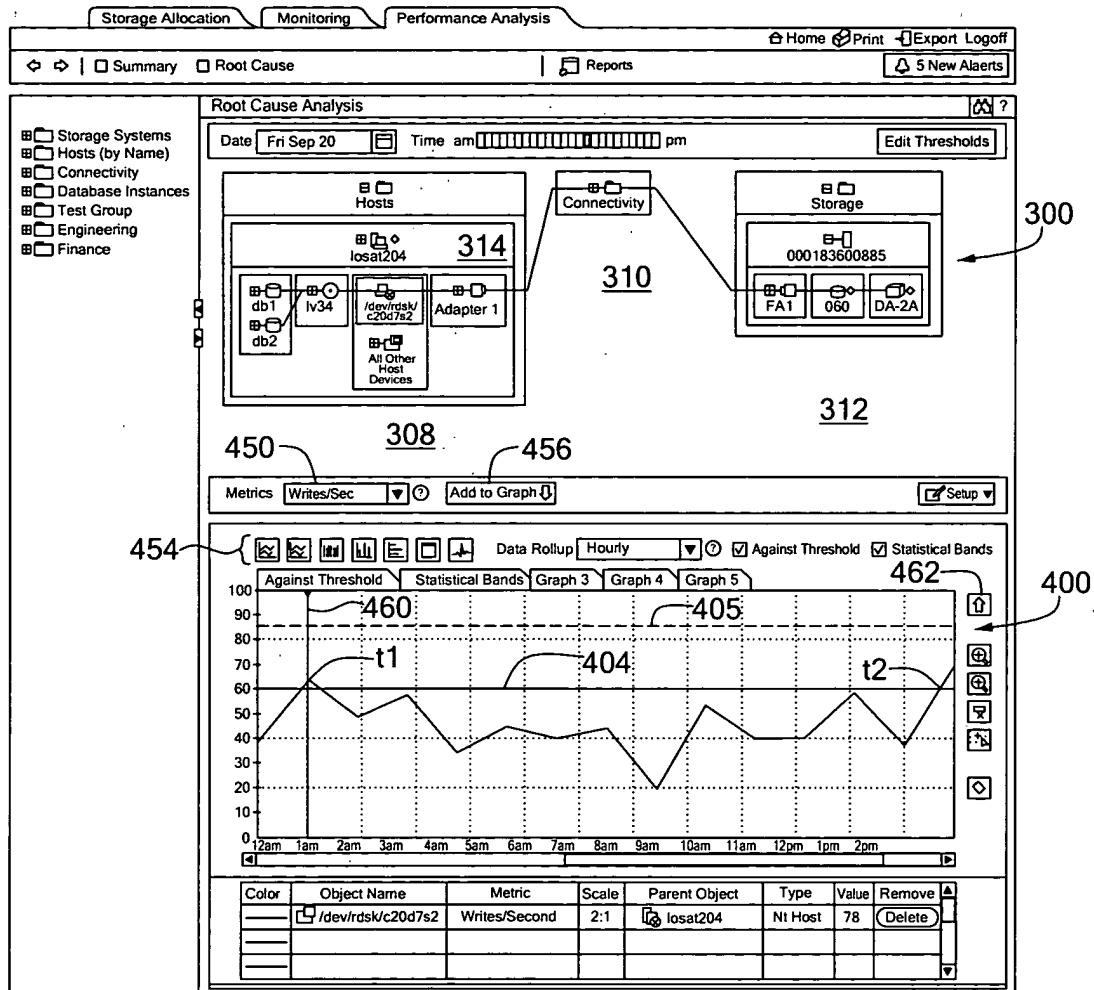 Storage Allocation Monitoring Performance Analysis
Home Print Export Logoff
Summary Root Cause Reports 5 New Alaerts
Root Cause Analysis ?
Storage Systems
Hosts (by Name)
Connectivity
Database Instances
Test Group
Engineering
Finance
Date Fri Sep 20 Time am pm Edit Thresholds
Hosts
Connectivity
Storage
300
losat204
314
000183600885
310
db1
db2
lv34
/dev/rdsk/
c20d7s2
Adapter 1
All Other
Host
Devices
FA1
060
DA-2A
308
312
450
456
Metrics Writes/Sec ? Add to Graph Setup
454
Data Rollup Hourly ? Against Threshold Statistical Bands
Against Threshold Statistical Bands Graph 3 Graph 4 Graph 5
462
400
460
405
t1
404
t2
100
90
80
70
60
50
40
30
20
10
0
12am 1am 2am 3am 4am 5am 6am 7am 8am 9am 10am 11am 12pm 1pm 2pm
Color Object Name Metric Scale Parent Object Type Value Remove
/dev/rdsk/c20d7s2 Writes/Second 2:1 losat204 Nt Host 78 Delete